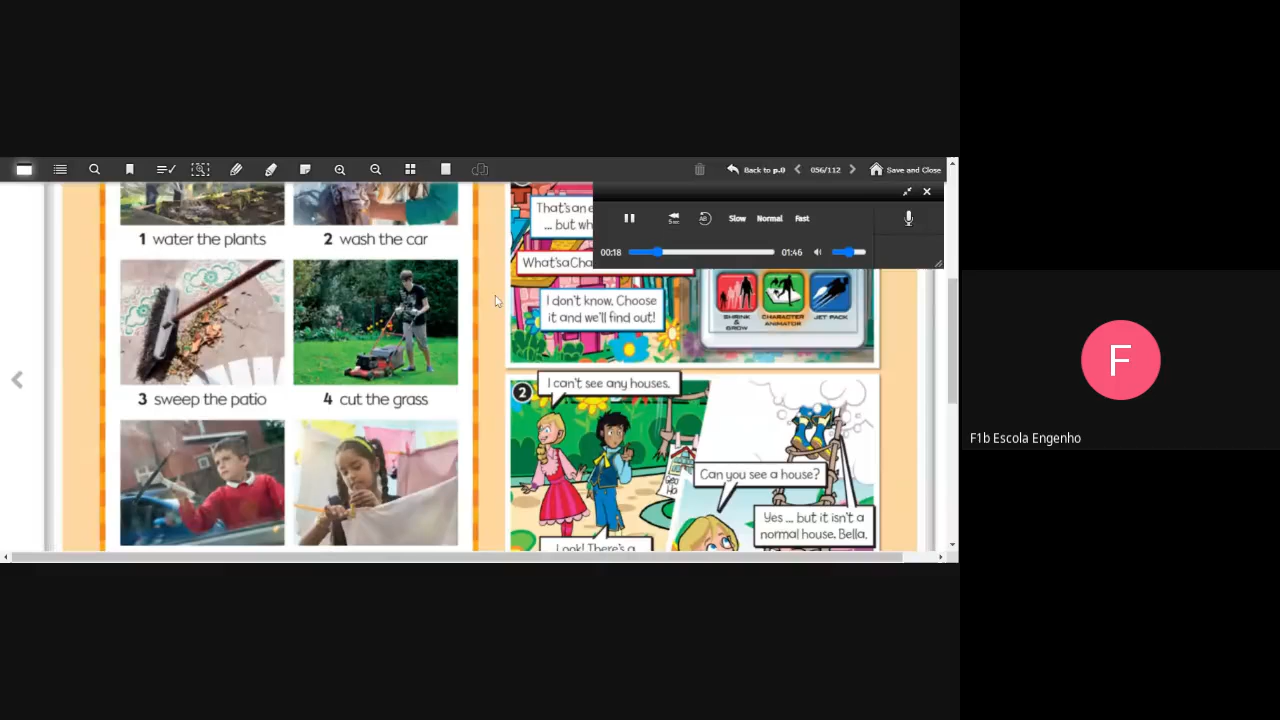 Back to p.0
056/112
Save and Close
Slow
Normal
Fast
00:18
01:46
1 water the plants
2 wash the car
3 sweep the patio
4 cut the grass
That's an e
... but wh
What's a Cha
I don't know. Choose
it and we'll find out!
SHRINK
&
GROW
CHARACTER
ANIMATOR
JET PACK
2
I can't see any houses.
Can you see a house?
Yes ... but it isn't a
normal house, Bella.
Look! There's a
F
F1b Escola Engenho